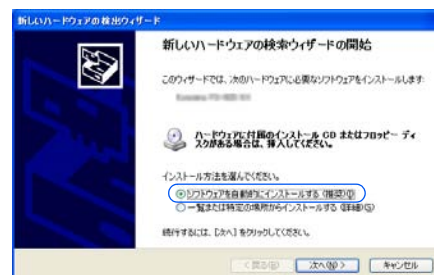 新しいハードウェアの検出ウィザード
新しいハードウェアの検索ウィザードの開始
このウィザードでは、次のハードウェアに必要なソフトウェアをインストールします:
ハードウェアに付属のインストール CD またはフロッピー ディ
スクがある場合は、挿入してください。
インストール方法を選んでください。
ソフトウェアを自動的にインストールする (推奨)(I)
一覧または特定の場所からインストールする (詳細)(S)
続行するには、[次へ] をクリックしてください。
< 戻る(B)
次へ(N) >
キャンセル